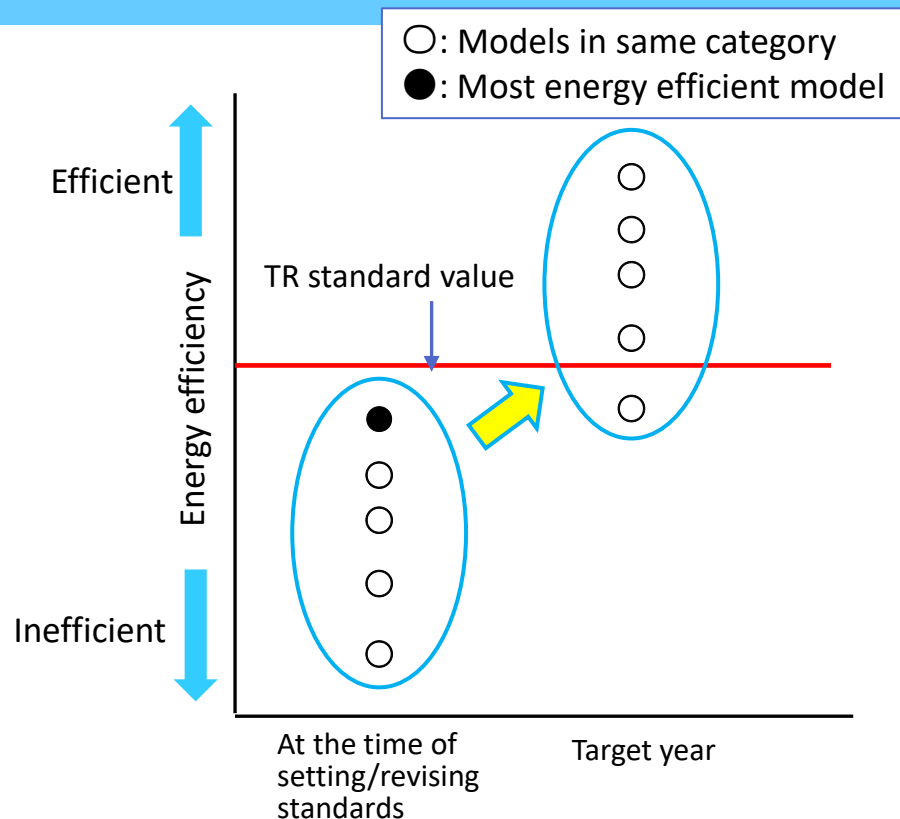 ○: Models in same category
●: Most energy efficient model
Efficient
TR standard value
Energy efficiency
Inefficient
At the time of
setting/revising
standards
Target year